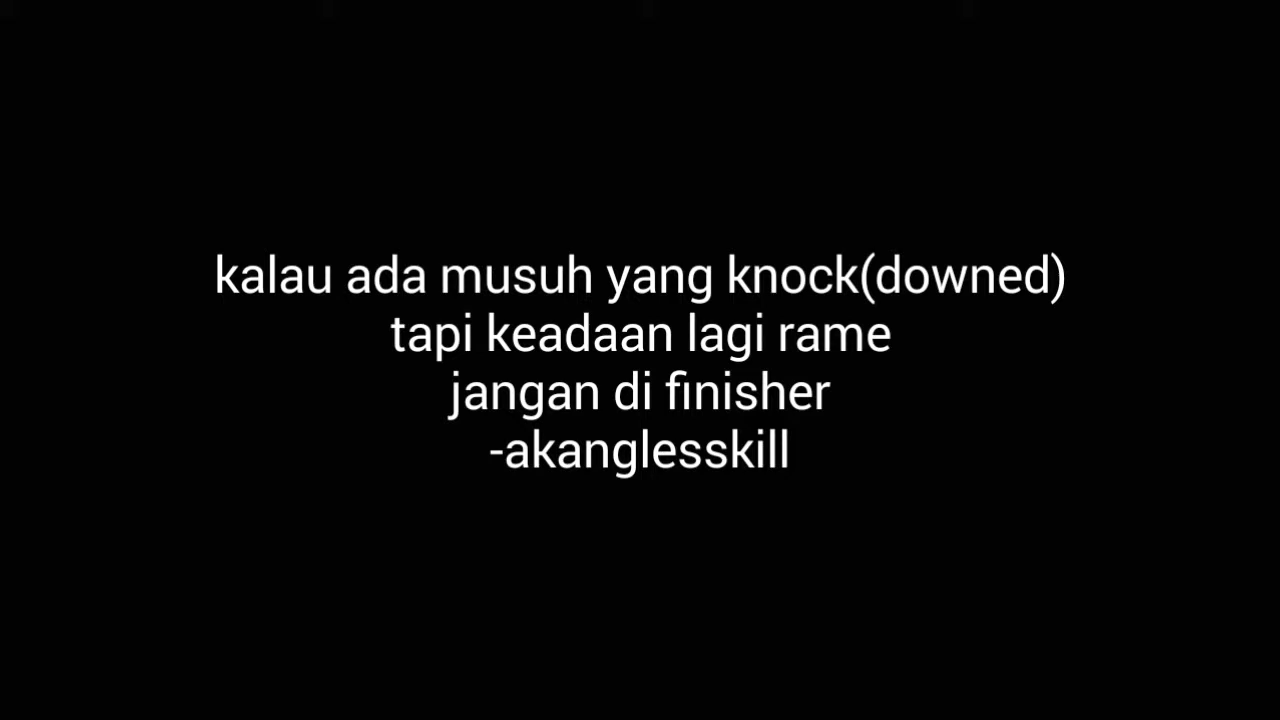 kalau ada musuh yang knock(downed)
tapi keadaan lagi rame
jangan di finisher
-akanglesskill